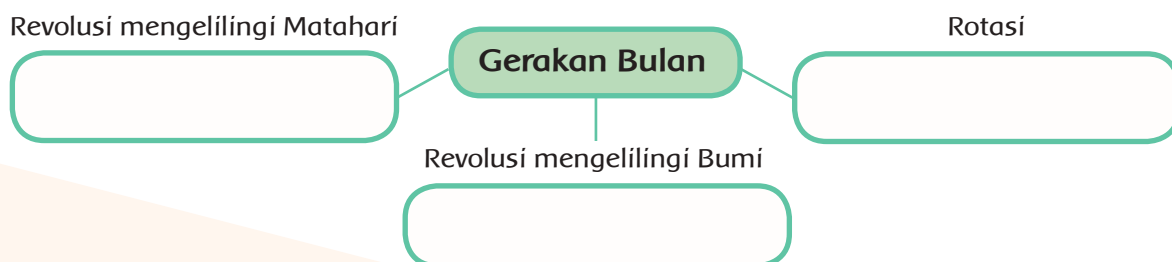 Revolusi mengelilingi Matahari
Gerakan Bulan
Rotasi
Revolusi mengelilingi Bumi